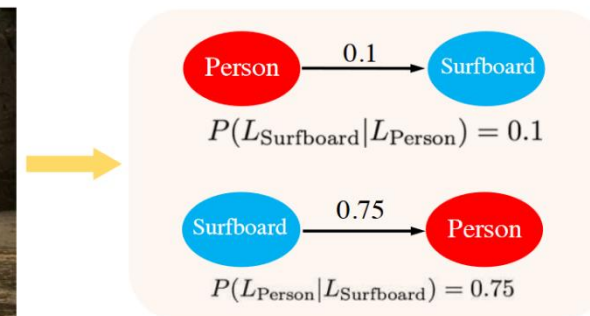 Person 0.1 Surfboard
P(L_Surfboard|L_Person) = 0.1
Surfboard 0.75 Person
P(L_Person|L_Surfboard) = 0.75